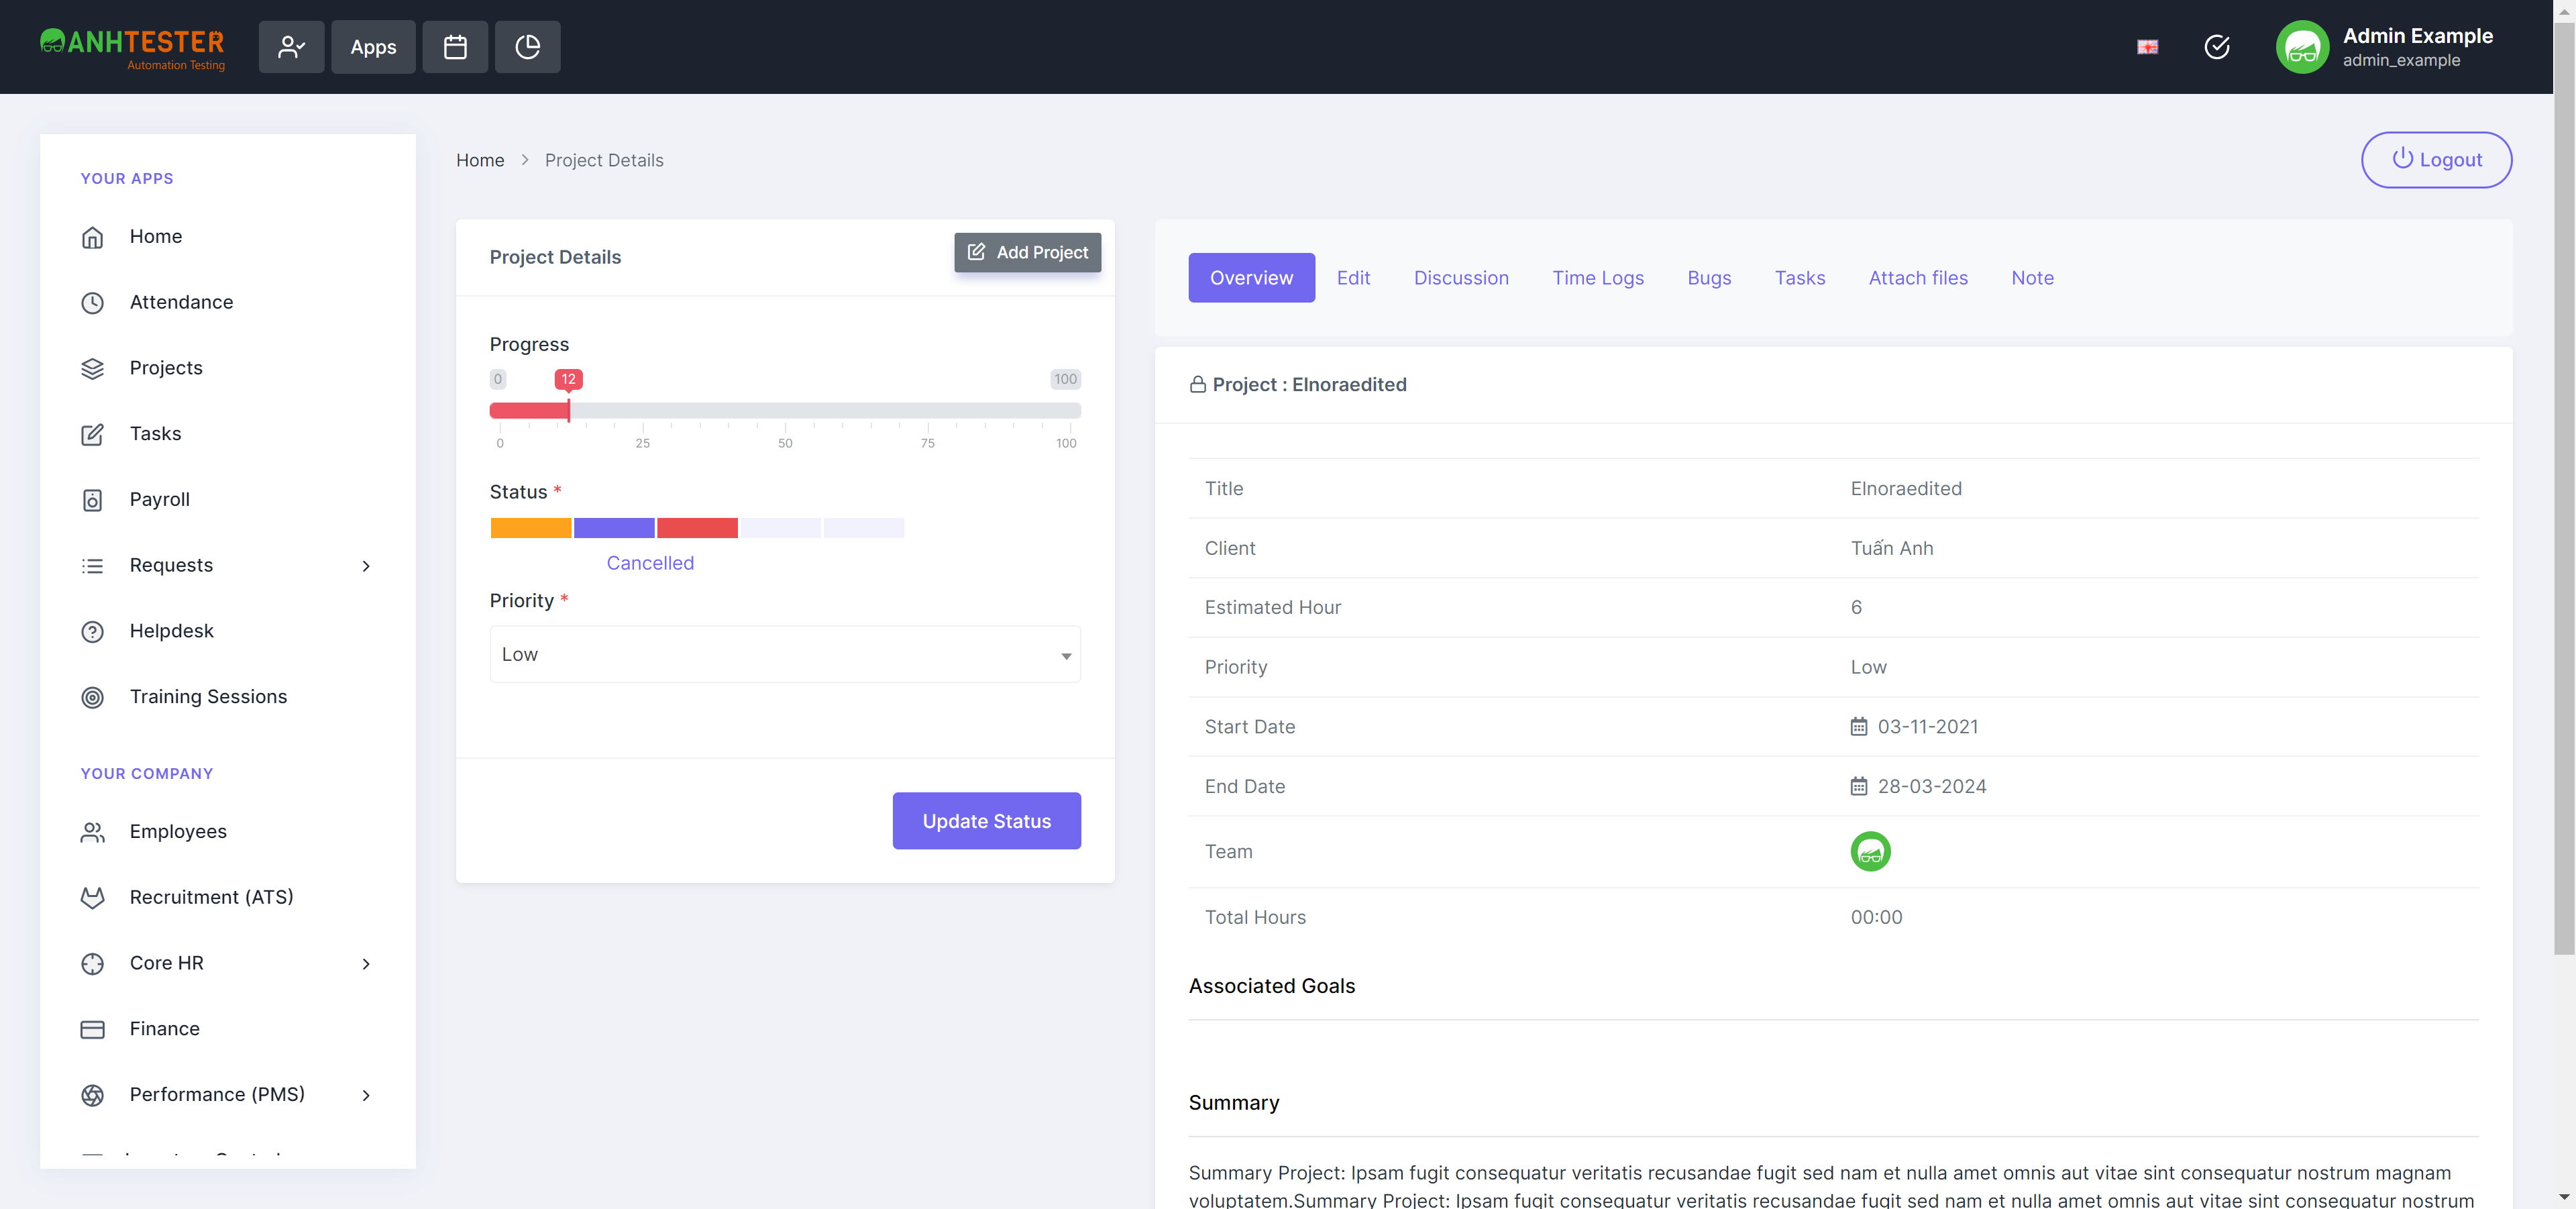 ANHTESTER
Automation Testing
Apps
Admin Example
admin_example
YOUR APPS
Home
Attendance
Projects
Tasks
Payroll
Requests
Helpdesk
Training Sessions
YOUR COMPANY
Employees
Recruitment (ATS)
Core HR
Finance
Performance (PMS)
Home > Project Details
Logout
Project Details
Add Project
Progress
0 12 100
0 25 50 75 100
Status *
Cancelled
Priority *
Low
Update Status
Overview Edit Discussion Time Logs Bugs Tasks Attach files Note
Project : Elnoraedited
Title Elnoraedited
Client Tuấn Anh
Estimated Hour 6
Priority Low
Start Date 03-11-2021
End Date 28-03-2024
Team
Total Hours 00:00
Associated Goals
Summary
Summary Project: Ipsam fugit consequatur veritatis recusandae fugit sed nam et nulla amet omnis aut vitae sint consequatur nostrum magnam
voluptatem.Summary Project: Ipsam fugit consequatur veritatis recusandae fugit sed nam et nulla amet omnis aut vitae sint consequatur nostrum